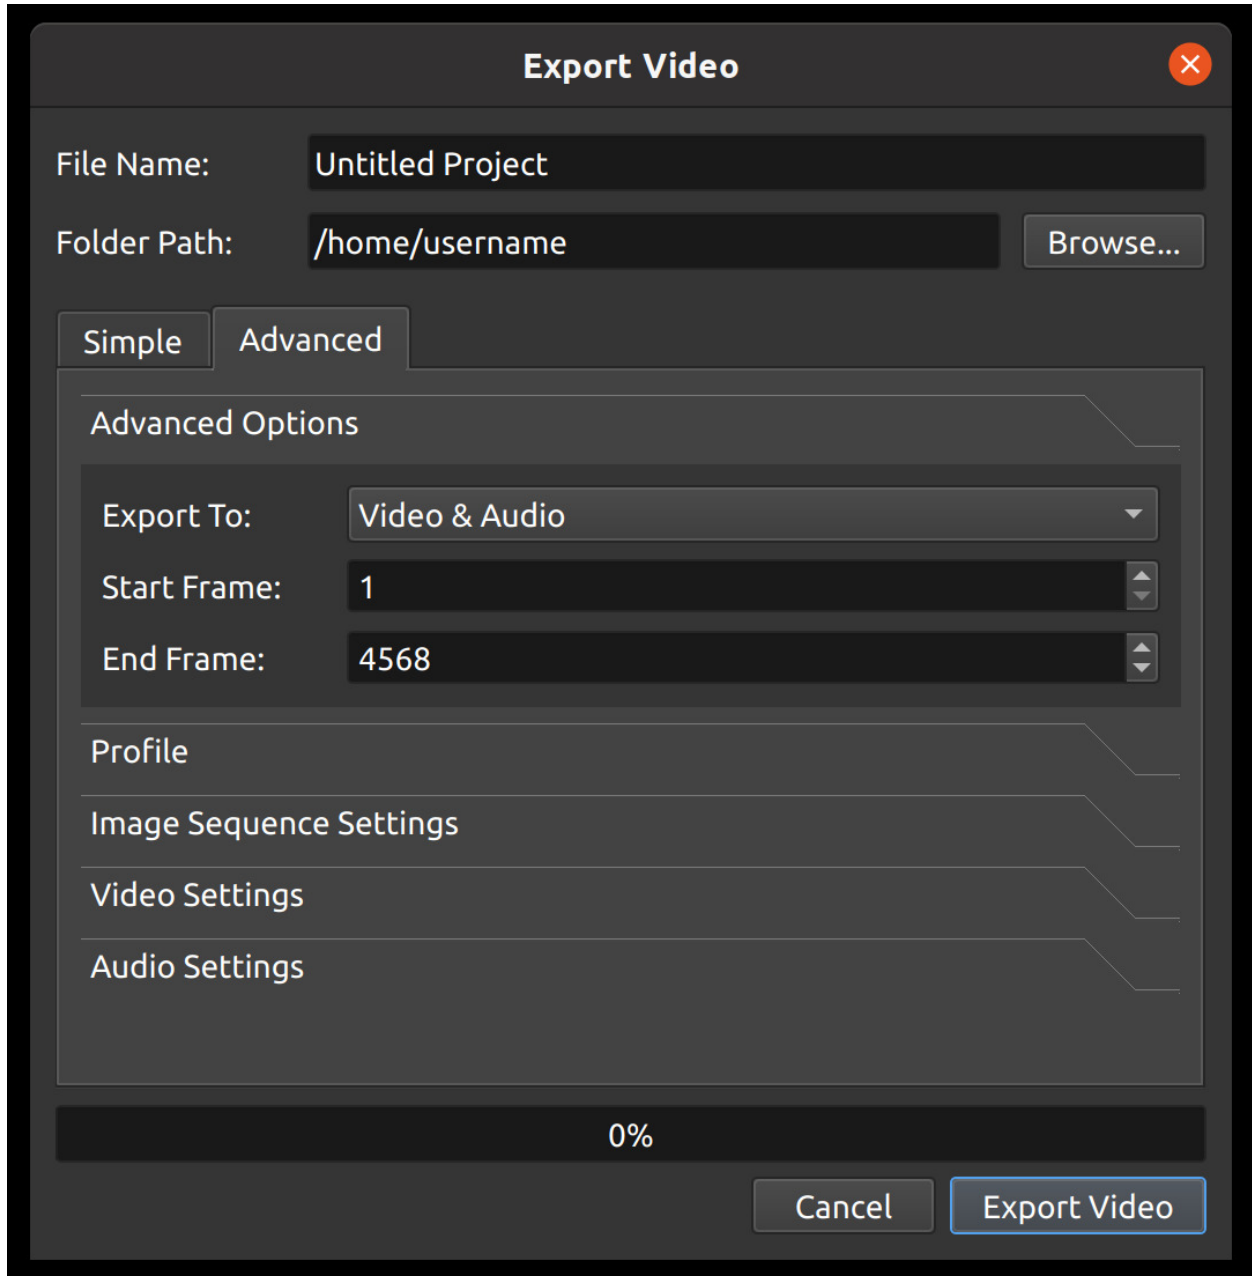 Export Video
File Name: Untitled Project
Folder Path: /home/username Browse...
Simple Advanced
Advanced Options
Export To: Video & Audio
Start Frame: 1
End Frame: 4568
Profile
Image Sequence Settings
Video Settings
Audio Settings
0%
Cancel Export Video